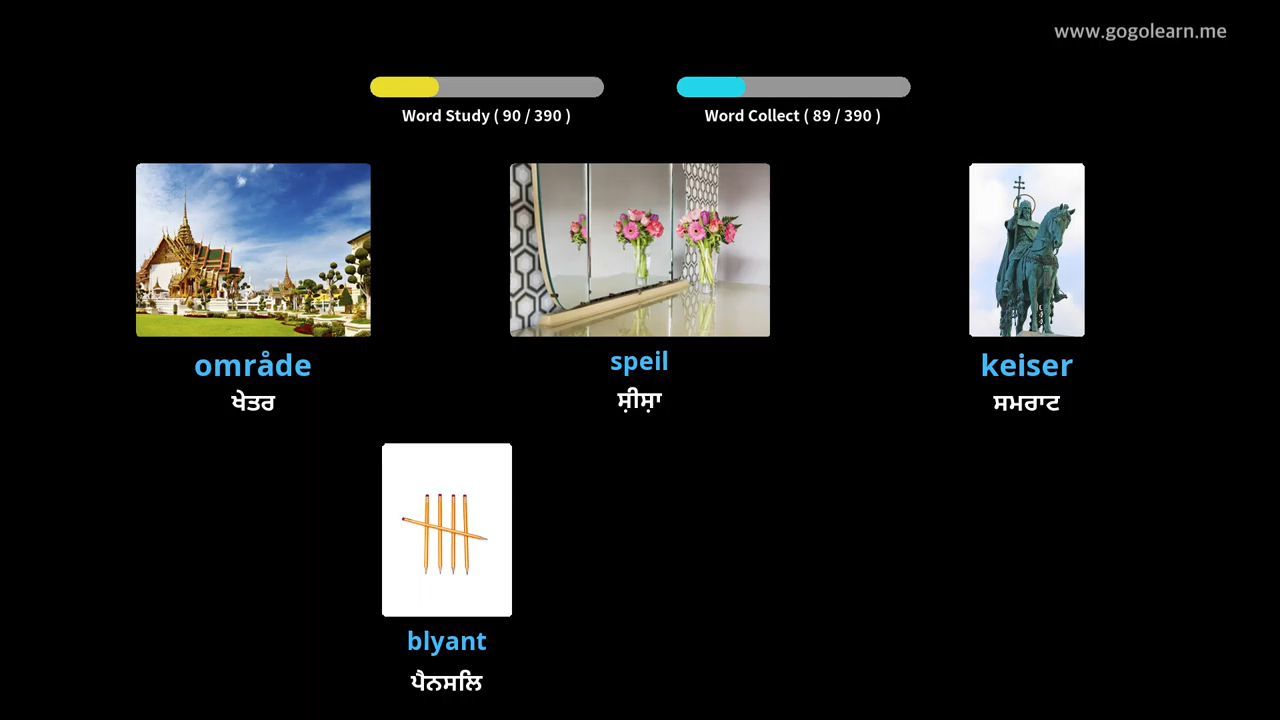 www.gogolearn.me
Word Study ( 90 / 390 )
Word Collect ( 89 / 390 )
område
speil
keiser
ਖੇਤਰ
ਸ਼ੀਸ਼ਾ
ਸਮਰਾਟ
blyant
ਪੈਨਸਲਿ